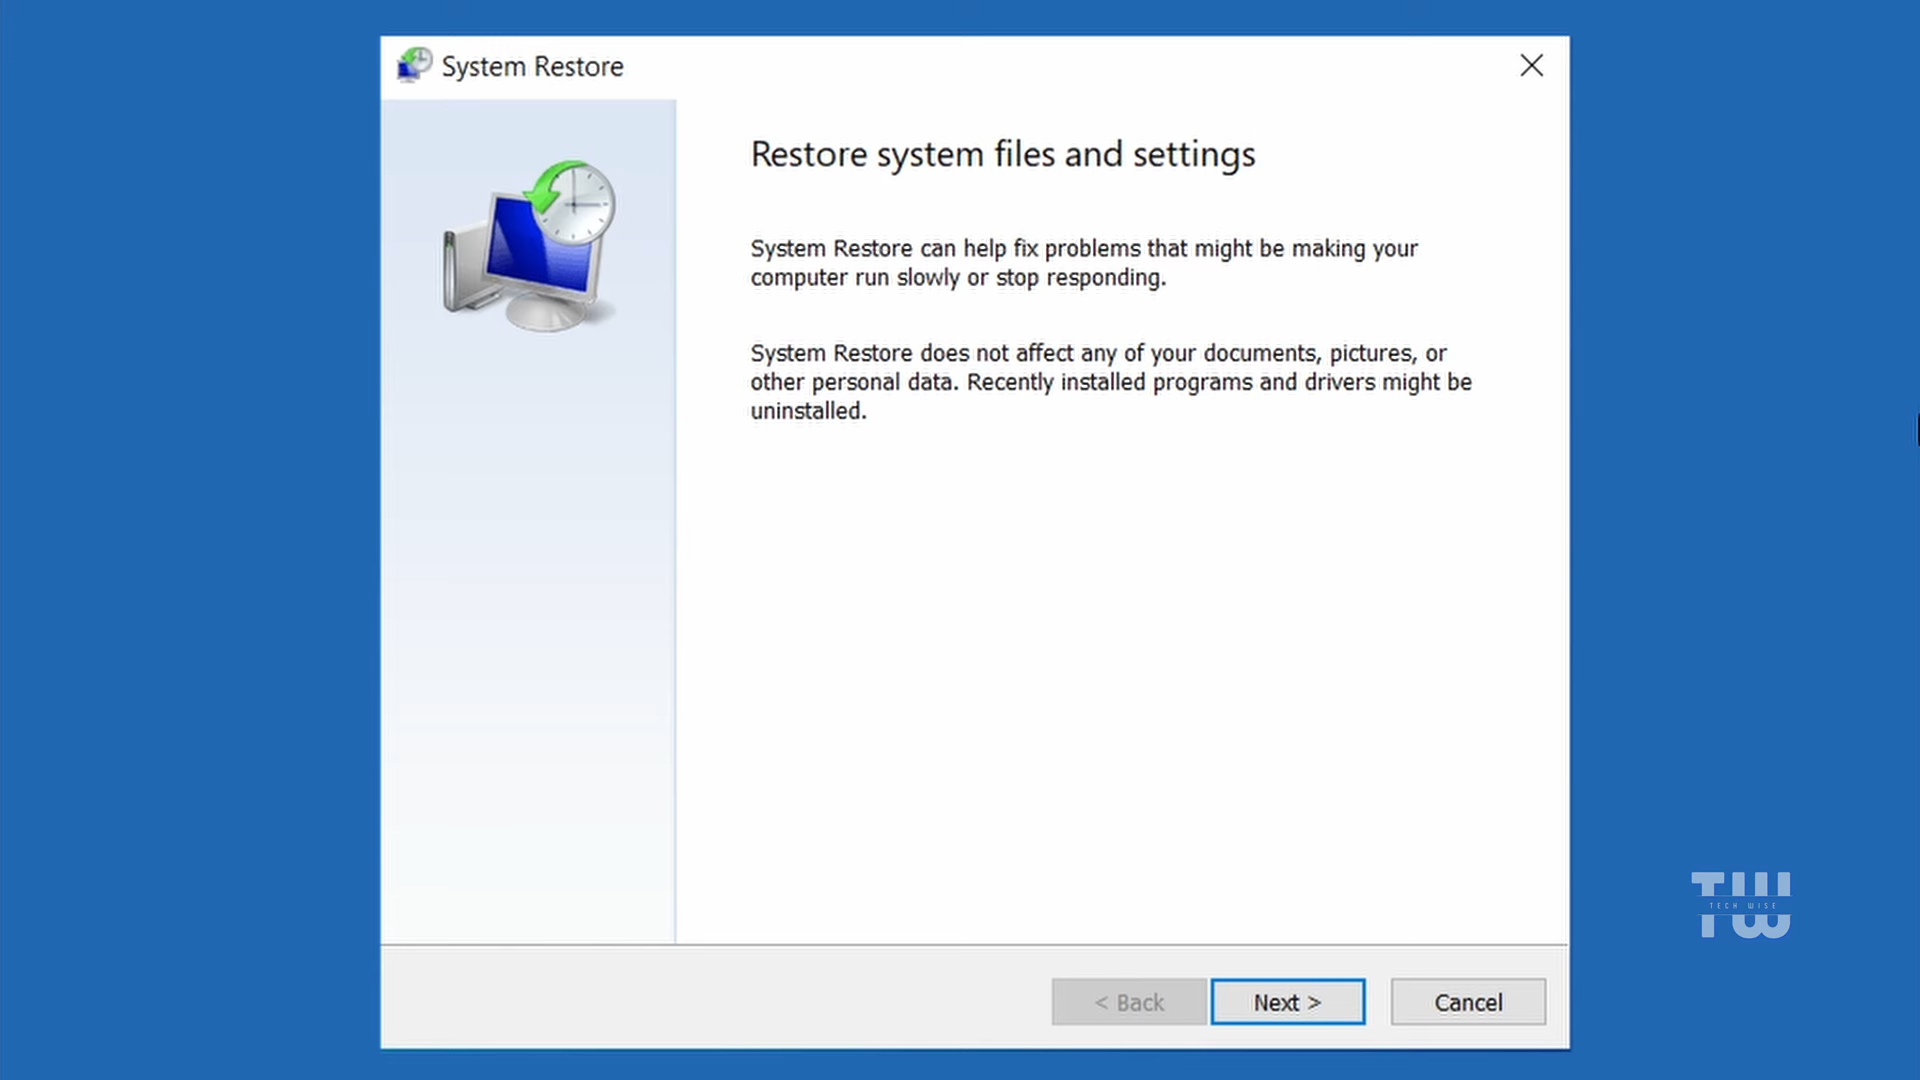 System Restore
Restore system files and settings
System Restore can help fix problems that might be making your
computer run slowly or stop responding.
System Restore does not affect any of your documents, pictures, or
other personal data. Recently installed programs and drivers might be
uninstalled.
TW
TECH WISE
< Back
Next >
Cancel